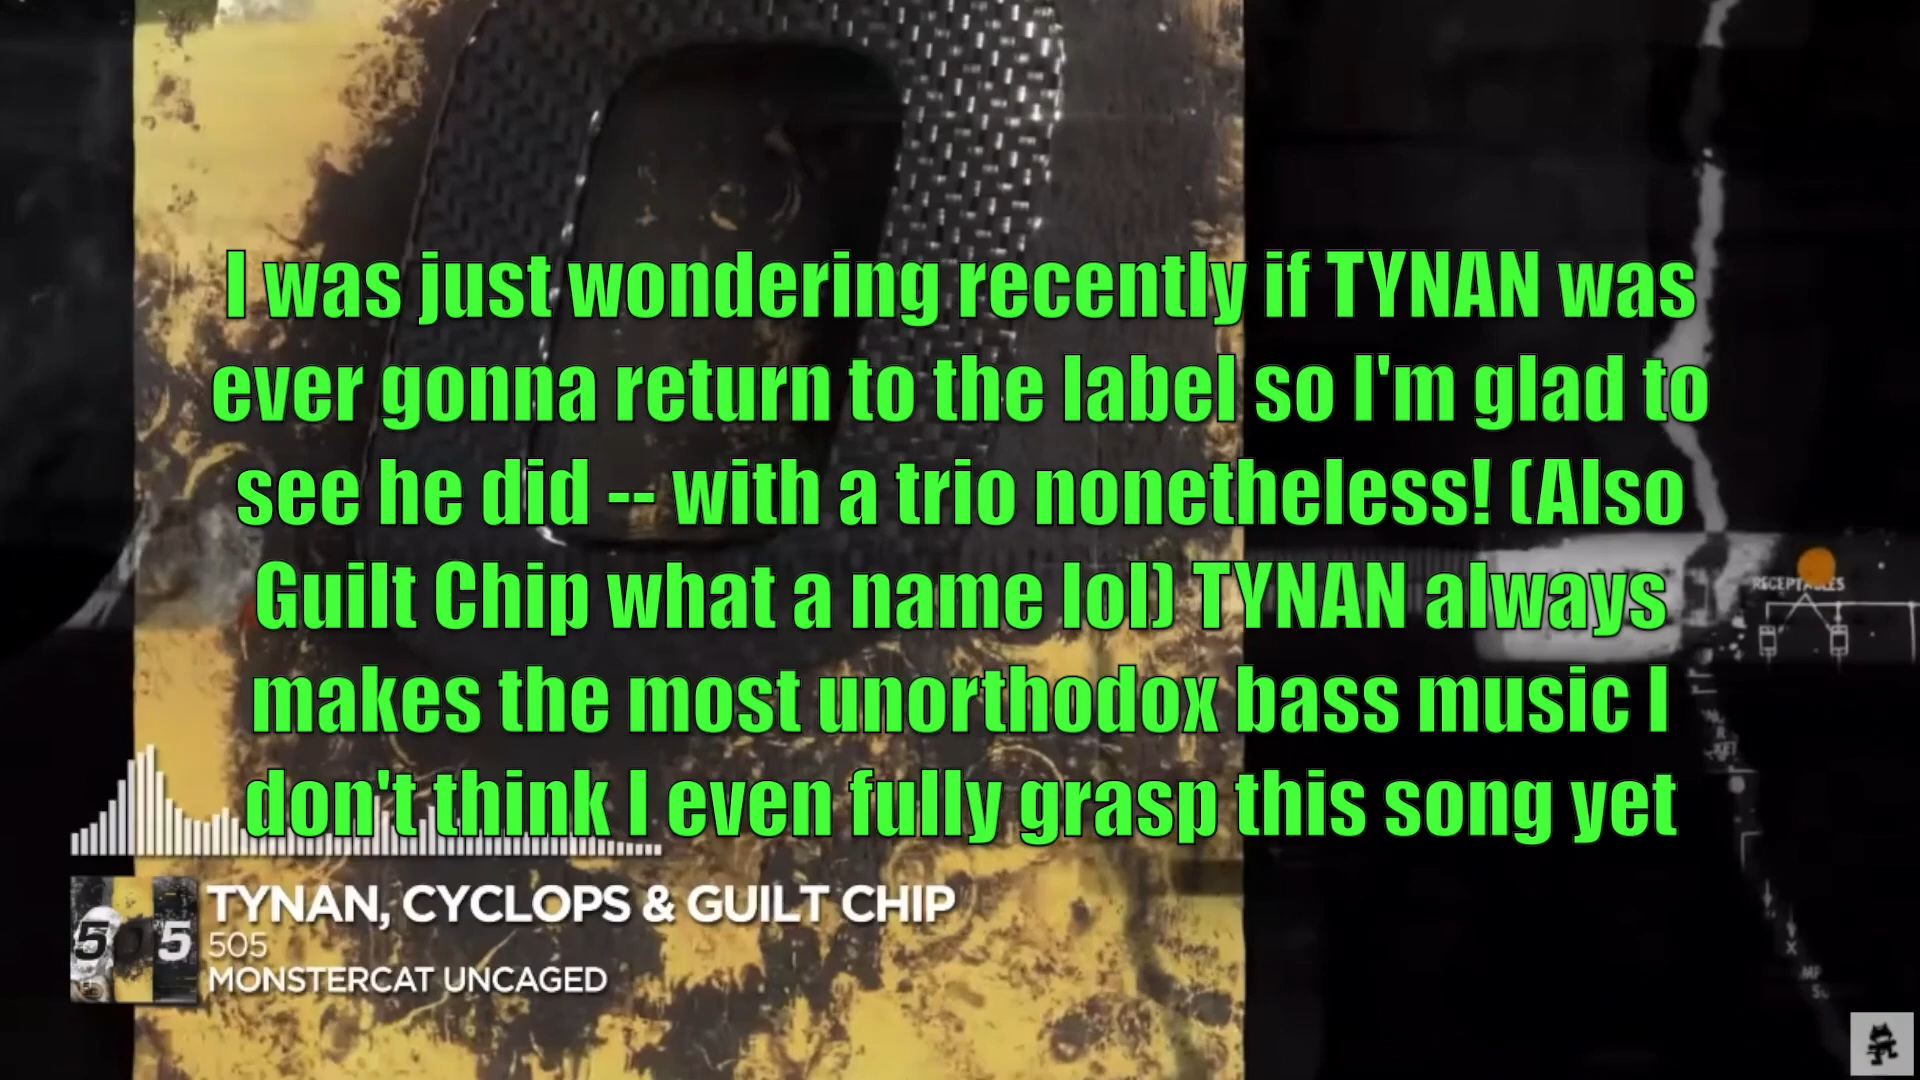 I was just wondering recently if TYNAN was
ever gonna return to the label so I'm glad to
see he did -- with a trio nonetheless! (Also
Guilt Chip what a name lol) TYNAN always
makes the most unorthodox bass music I
don't think I even fully grasp this song yet
RECEPTACLES
TYNAN, CYCLOPS & GUILT CHIP
505
505
MONSTERCAT UNCAGED